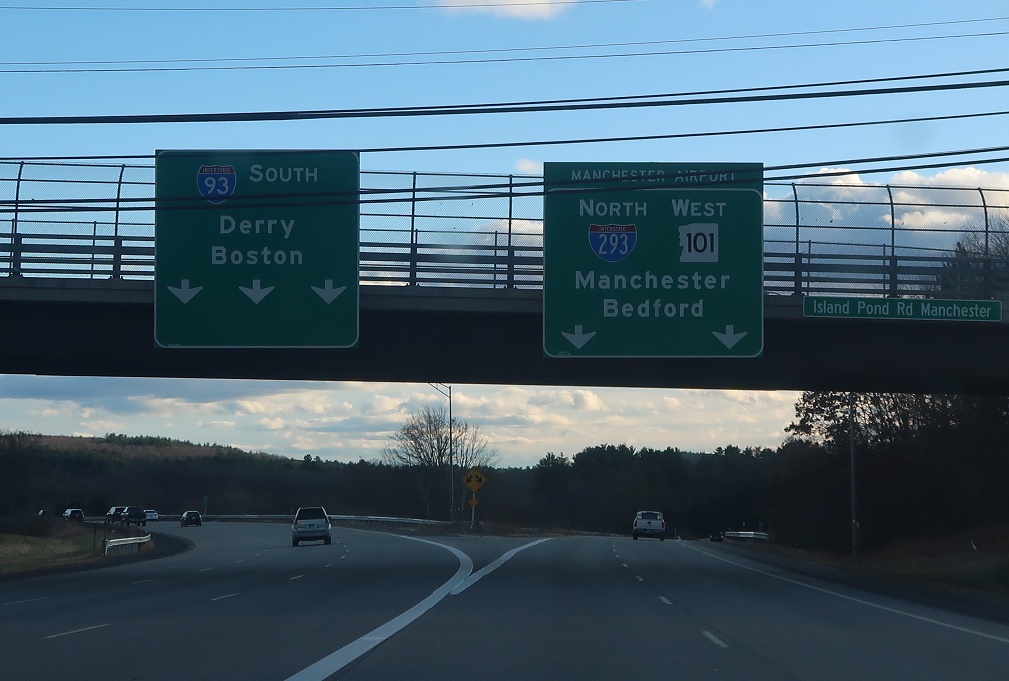 INTERSTATE
93
SOUTH
Derry
Boston
MANCHESTER AIRPORT
NORTH WEST
INTERSTATE
293
101
Manchester
Bedford
Island Pond Rd Manchester